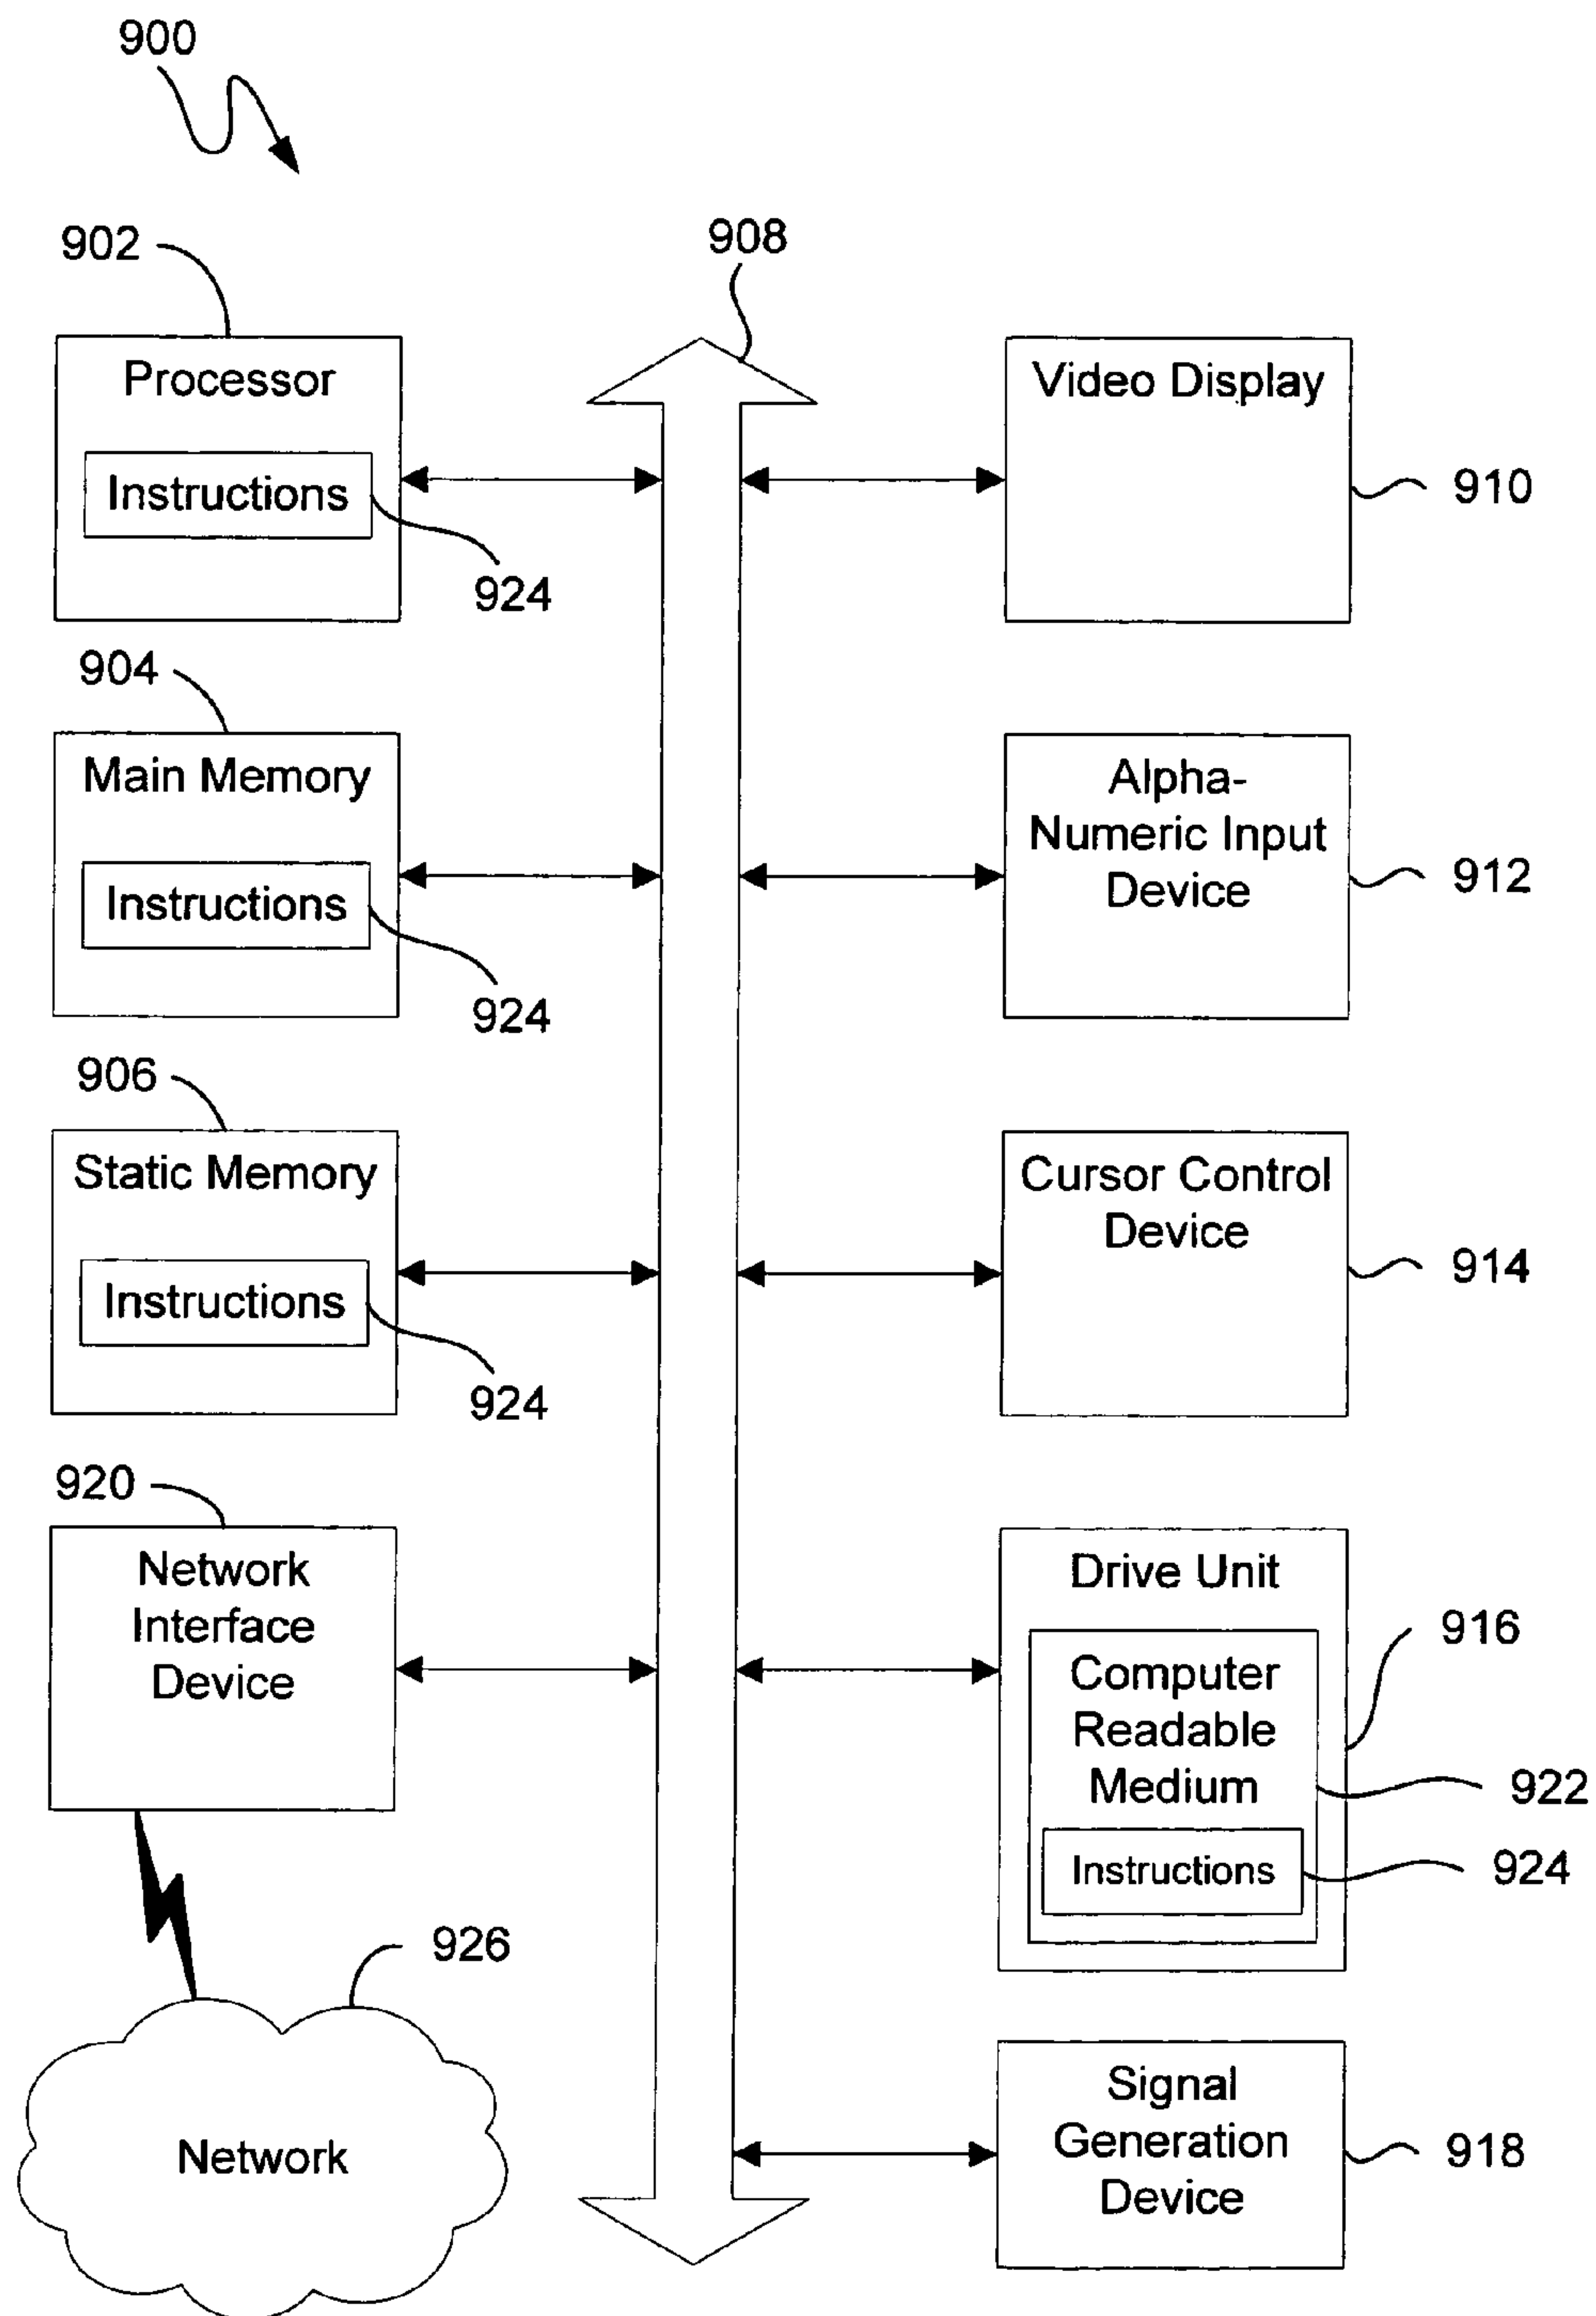 900
902
908
Processor
Instructions
924
Video Display
910
904
Main Memory
Instructions
924
Alpha-
Numeric Input
Device
912
906
Static Memory
Instructions
924
Cursor Control
Device
914
920
Network
Interface
Device
Drive Unit
916
Computer
Readable
Medium
922
Instructions
924
926
Network
Signal
Generation
Device
918